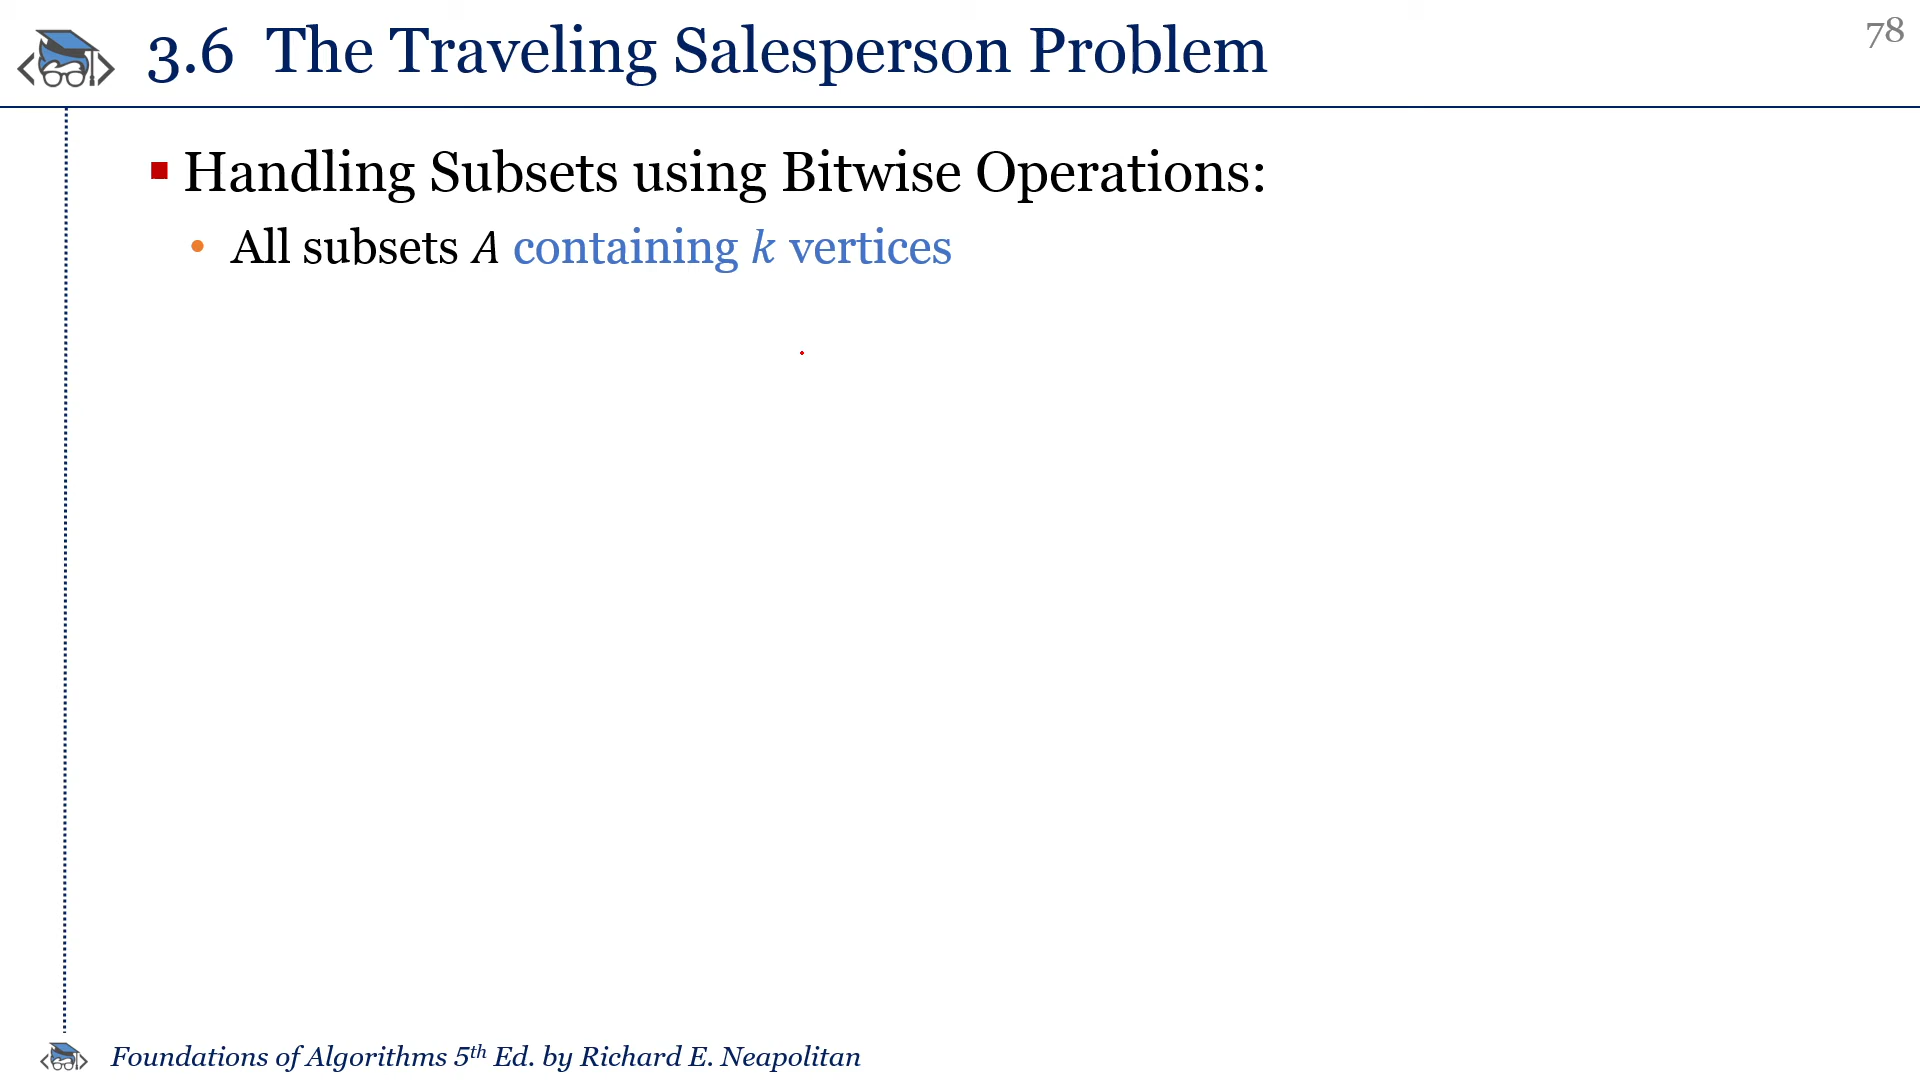 3.6 The Traveling Salesperson Problem
78
Handling Subsets using Bitwise Operations:
All subsets A containing k vertices
Foundations of Algorithms 5th Ed. by Richard E. Neapolitan